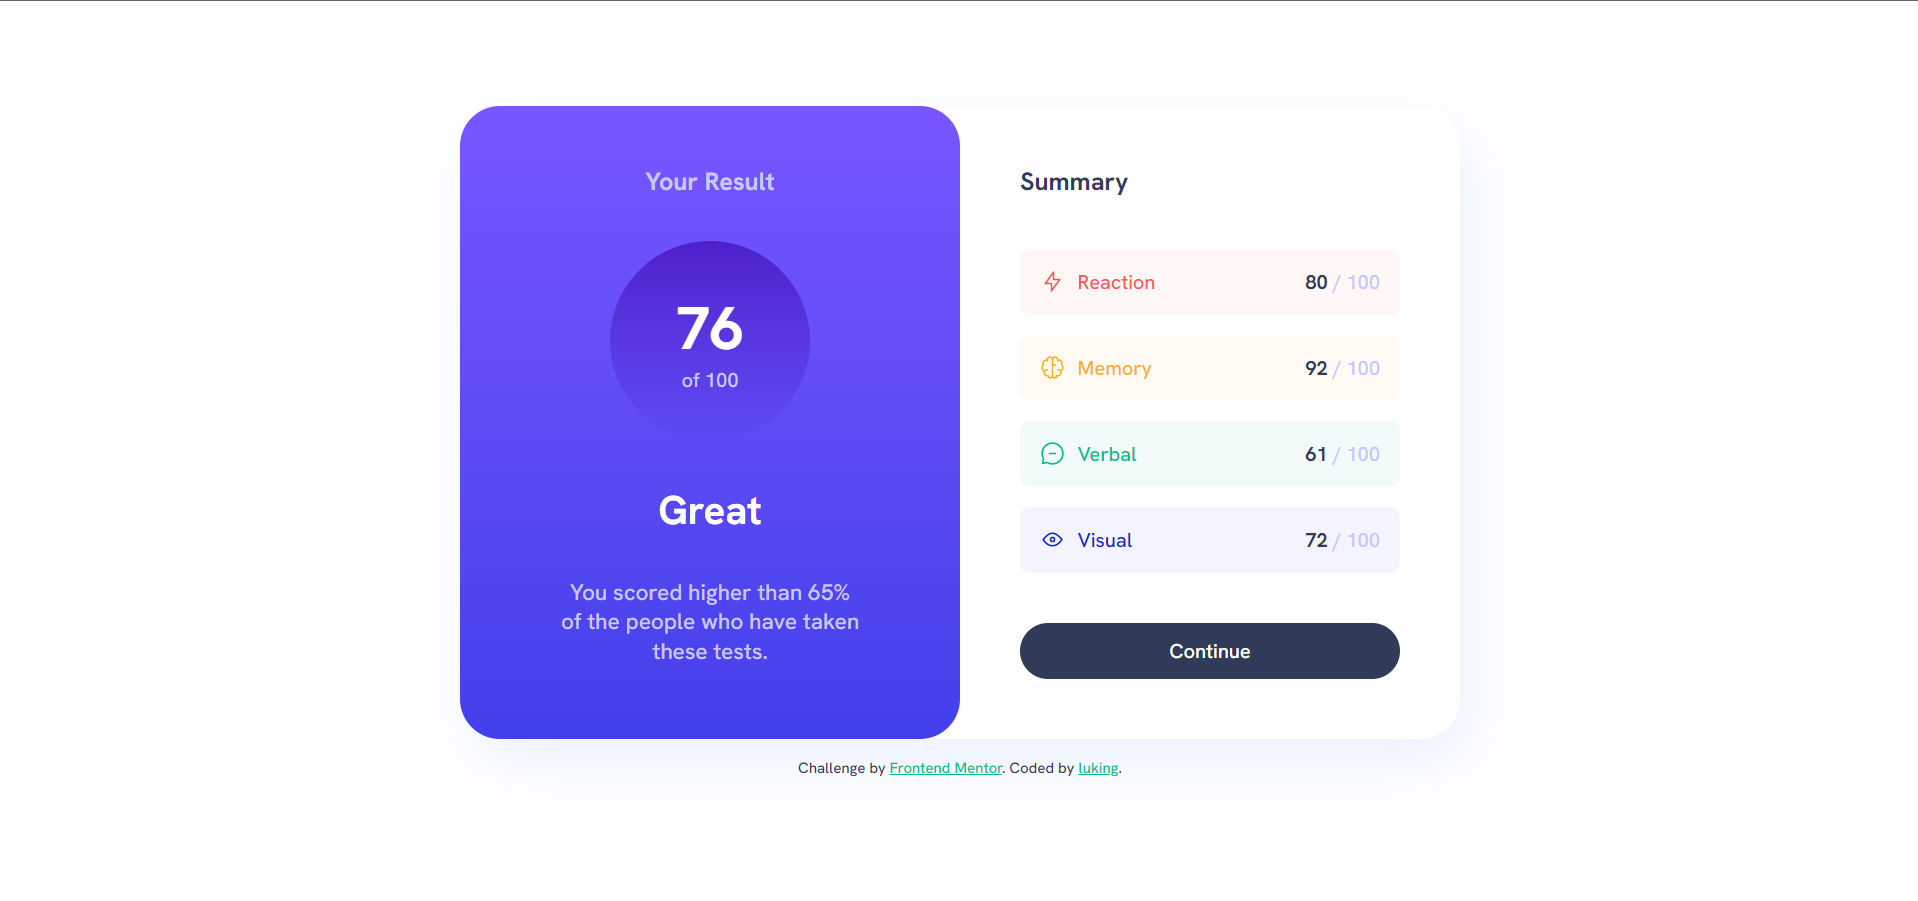 Your Result
76
of 100
Great
You scored higher than 65%
of the people who have taken
these tests.
Summary
Reaction 80 / 100
Memory 92 / 100
Verbal 61 / 100
Visual 72 / 100
Continue
Challenge by Frontend Mentor. Coded by luking.